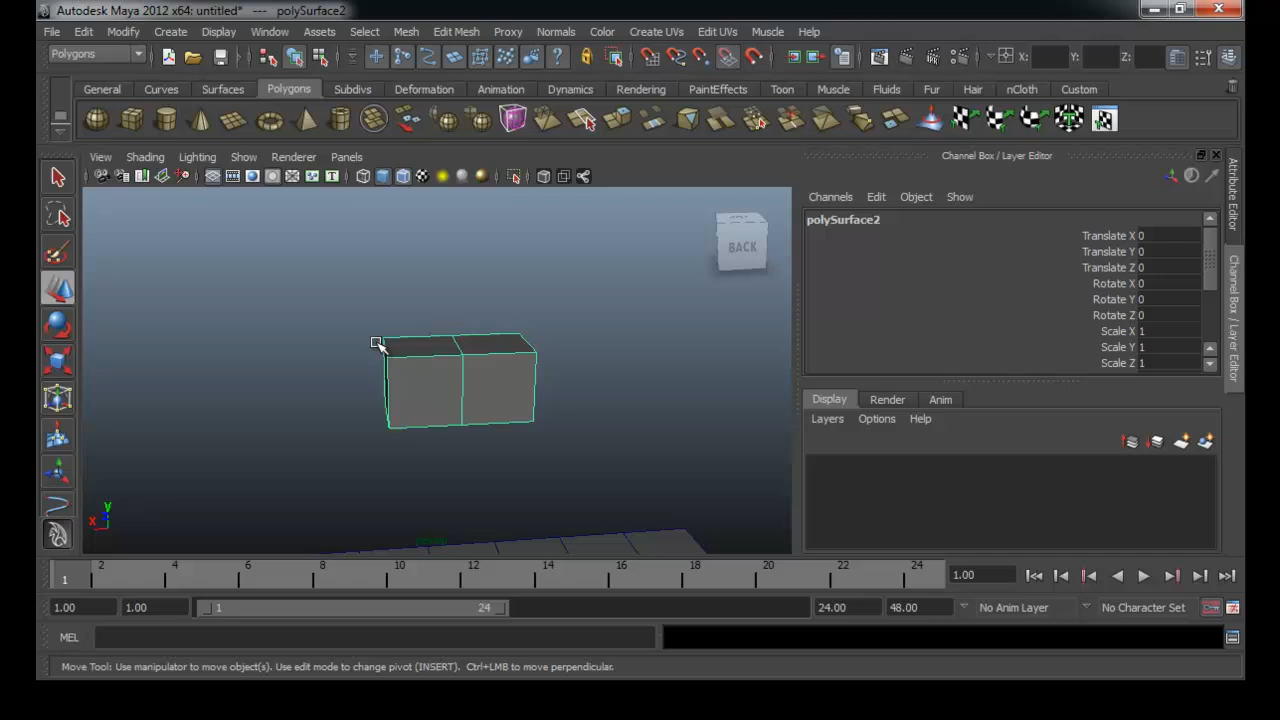 Autodesk Maya 2012 x64: untitled* --- polySurface2
File Edit Modify Create Display Window Assets Select Mesh Edit Mesh Proxy Normals Color Create UVs Edit UVs Muscle Help
Polygons X: Y: Z:
General Curves Surfaces Polygons Subdivs Deformation Animation Dynamics Rendering PaintEffects Toon Muscle Fluids Fur Hair nCloth Custom
View Shading Lighting Show Renderer Panels
BACK
Y
X
Channel Box / Layer Editor
Channels Edit Object Show
polySurface2
Translate X 0
Translate Y 0
Translate Z 0
Rotate X 0
Rotate Y 0
Rotate Z 0
Scale X 1
Scale Y 1
Scale Z 1
Display Render Anim
Layers Options Help
Attribute Editor
Channel Box / Layer Editor
1 2 4 6 8 10 12 14 16 18 20 22 24 1.00
1.00 1.00 1 24 24.00 48.00 No Anim Layer No Character Set
MEL
Move Tool: Use manipulator to move object(s). Use edit mode to change pivot (INSERT). Ctrl+LMB to move perpendicular.